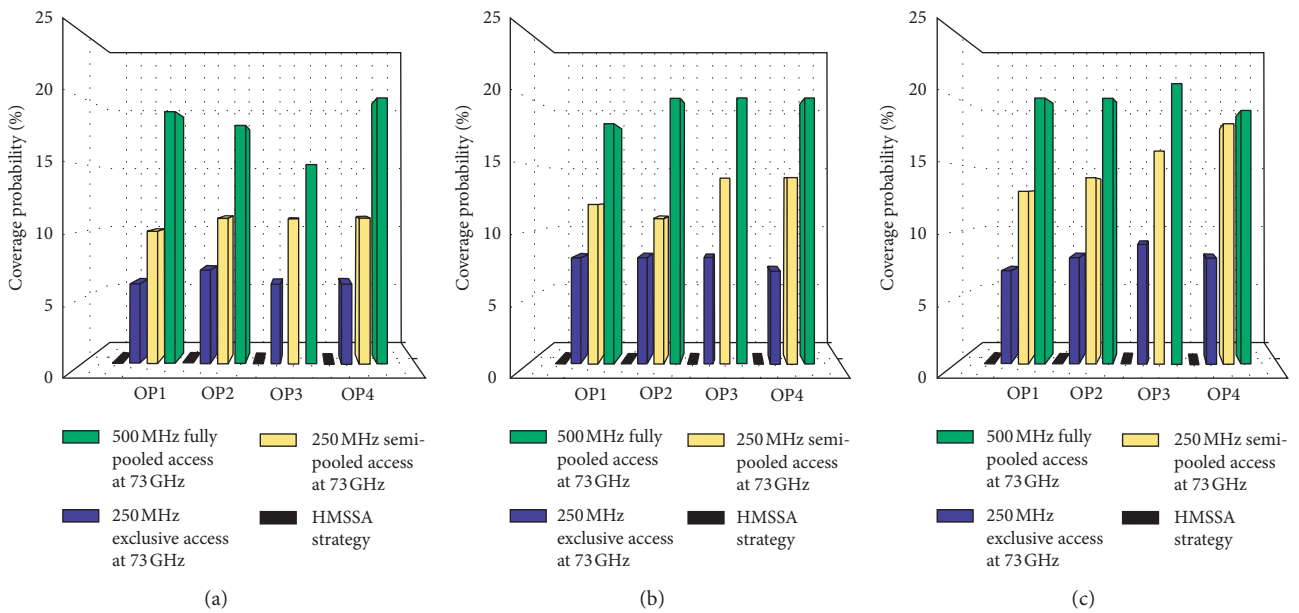 25
20
15
10
5
0
Coverage probability (%)
OP1 OP2 OP3 OP4
500 MHz fully
pooled access
at 73 GHz
250 MHz semi-
pooled access
at 73 GHz
250 MHz
exclusive access
at 73 GHz
HMSSA
strategy
(a)
25
20
15
10
5
0
Coverage probability (%)
OP1 OP2 OP3 OP4
500 MHz fully
pooled access
at 73 GHz
250 MHz semi-
pooled access
at 73 GHz
250 MHz
exclusive access
at 73 GHz
HMSSA
strategy
(b)
25
20
15
10
5
0
Coverage probability (%)
OP1 OP2 OP3 OP4
500 MHz fully
pooled access
at 73 GHz
250 MHz semi-
pooled access
at 73 GHz
250 MHz
exclusive access
at 73 GHz
HMSSA
strategy
(c)